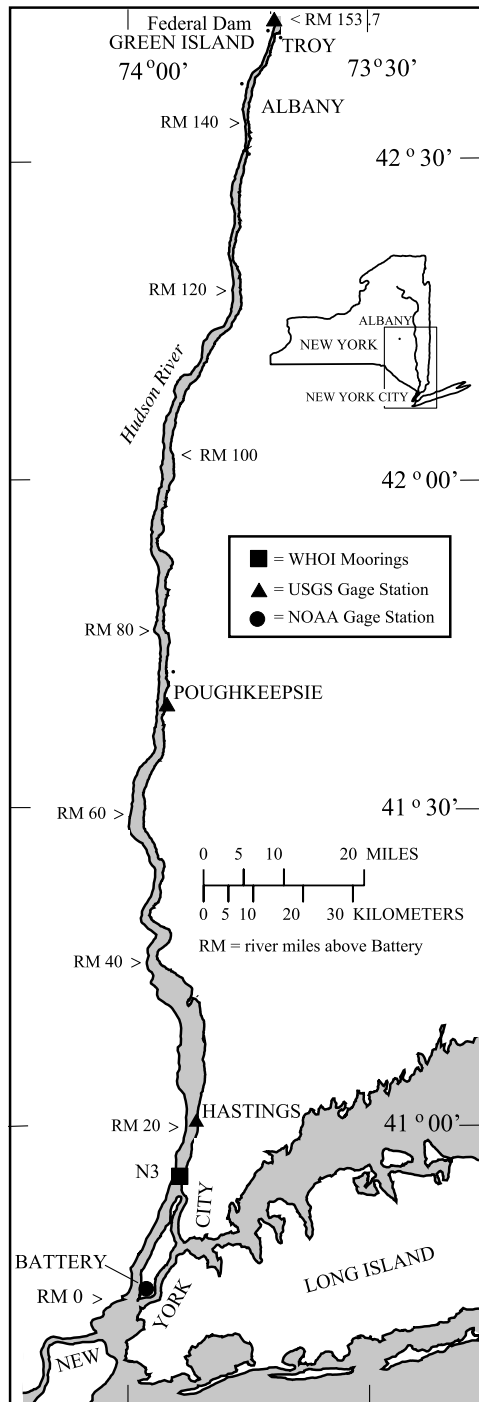 Federal Dam
< RM 153.7
GREEN ISLAND
TROY
74°00’
73°30’
ALBANY
RM 140 >
42°30’
RM 120 >
ALBANY
NEW YORK
NEW YORK CITY
Hudson River
< RM 100
42°00’
= WHOI Moorings
= USGS Gage Station
= NOAA Gage Station
RM 80 >
POUGHKEEPSIE
RM 60 >
41°30’
0 5 10 20 MILES
0 5 10 20 30 KILOMETERS
RM = river miles above Battery
RM 40 >
HASTINGS
RM 20 >
41°00’
N3
BATTERY
RM 0 >
NEW YORK CITY
LONG ISLAND